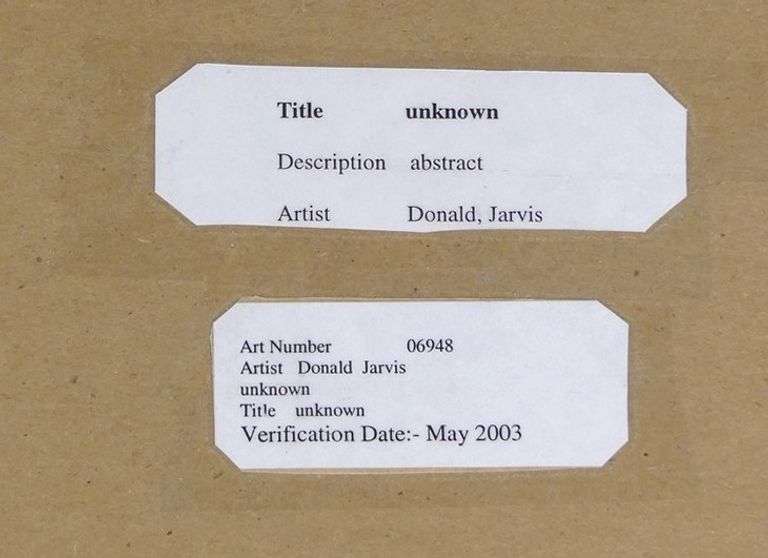 Title unknown
Description abstract
Artist Donald, Jarvis
Art Number 06948
Artist Donald Jarvis
unknown
Title unknown
Verification Date:- May 2003